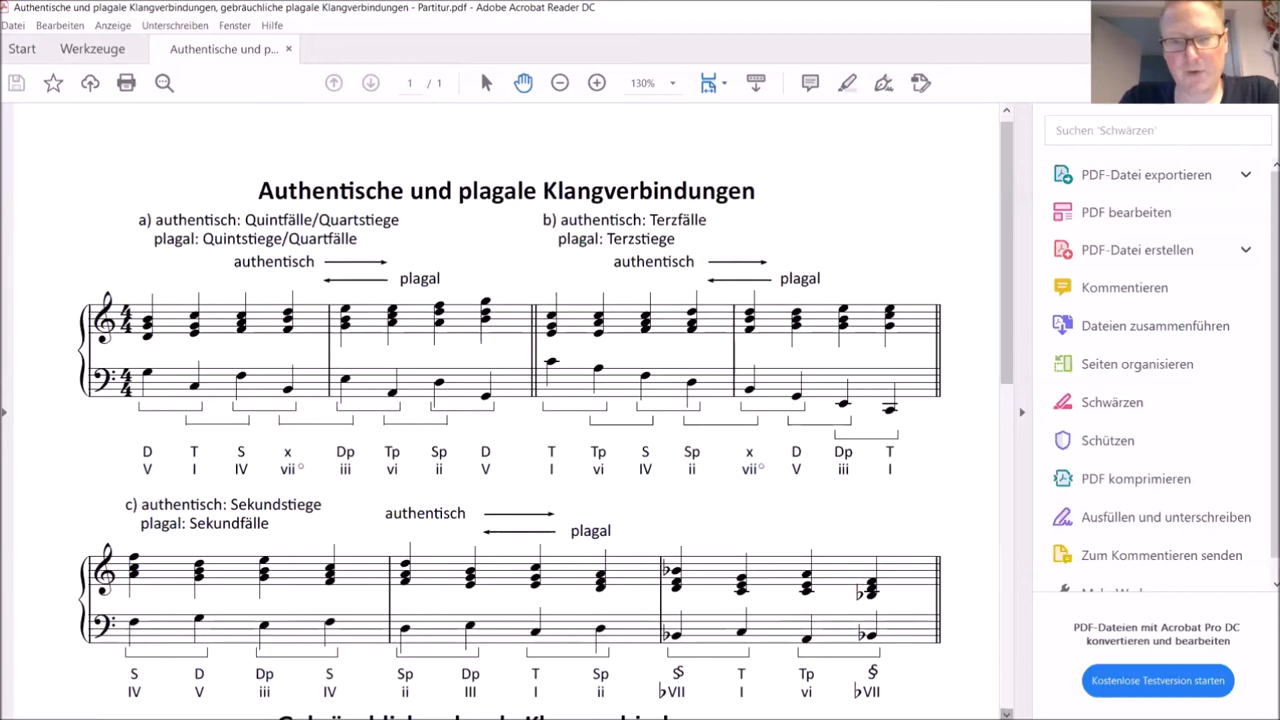 Authentische und plagale Klangverbindungen, gebräuchliche plagale Klangverbindungen - Partitur.pdf - Adobe Acrobat Reader DC
Datei Bearbeiten Anzeige Unterschreiben Fenster Hilfe
Start Werkzeuge Authentische und p... ×
1 / 1 130%
Suchen 'Schwärzen'
PDF-Datei exportieren
PDF bearbeiten
PDF-Datei erstellen
Kommentieren
Dateien zusammenführen
Seiten organisieren
Schwärzen
Schützen
PDF komprimieren
Ausfüllen und unterschreiben
Zum Kommentieren senden
PDF-Dateien mit Acrobat Pro DC
konvertieren und bearbeiten
Kostenlose Testversion starten
Authentische und plagale Klangverbindungen
a) authentisch: Quintfälle/Quartstiege
plagal: Quintstiege/Quartfälle
authentisch
plagal
b) authentisch: Terzfälle
plagal: Terzstiege
authentisch
plagal
D T S x Dp Tp Sp D T Tp S Sp x D Dp T
V I IV vii° iii vi ii V I vi IV ii vii° V iii I
c) authentisch: Sekundstiege
plagal: Sekundfälle
authentisch
plagal
S D Dp S Sp Dp T Sp S T Tp S
IV V iii IV ii III I ii ♭VII I vi ♭VII